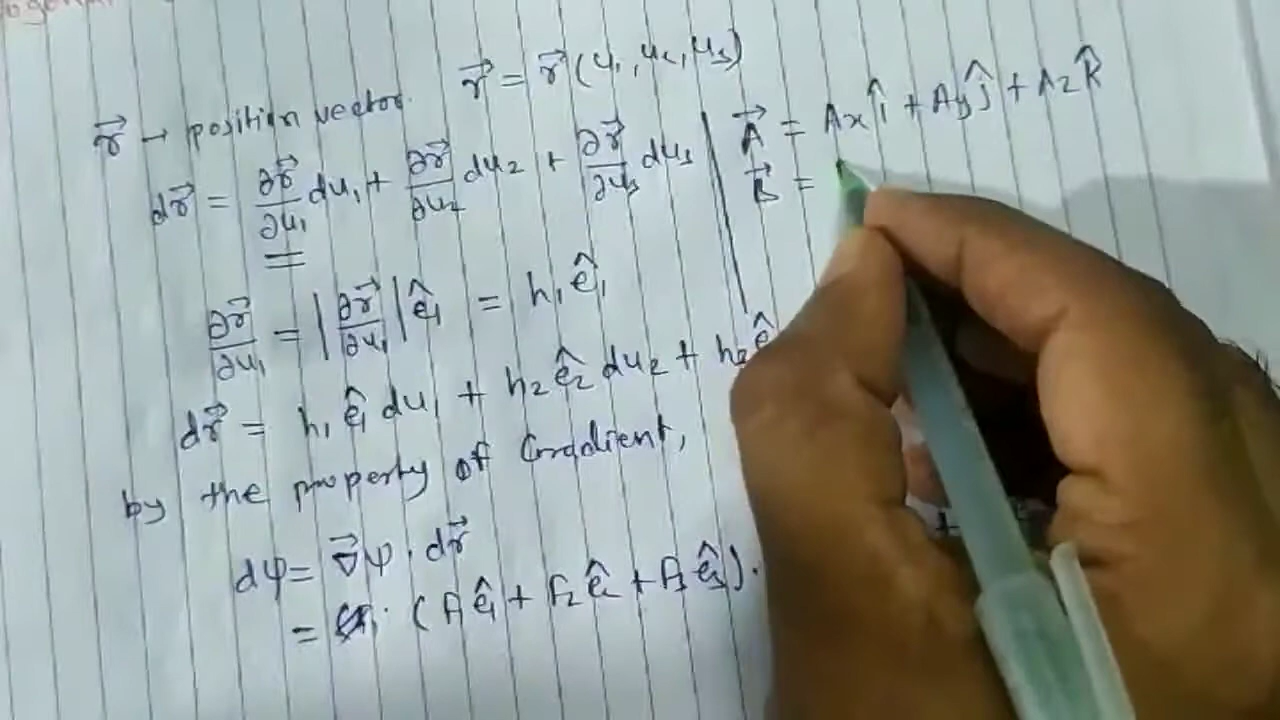 r⃗ → position vector. r⃗ = r⃗ (u₁, u₂, u₃)
dr⃗ = ∂r⃗/∂u₁ du₁ + ∂r⃗/∂u₂ du₂ + ∂r⃗/∂u₃ du₃
∂r⃗/∂u₁ = |∂r⃗/∂u₁| ê₁ = h₁ ê₁
dr⃗ = h₁ ê₁ du₁ + h₂ ê₂ du₂ + h₃ ê
by the property of Gradient,
dφ = ∇⃗φ · dr⃗
= (A ê₁ + A₂ ê₂ + A₃ ê₃) ·
A⃗ = Ax î + Ay ĵ + Az k̂
B⃗ =